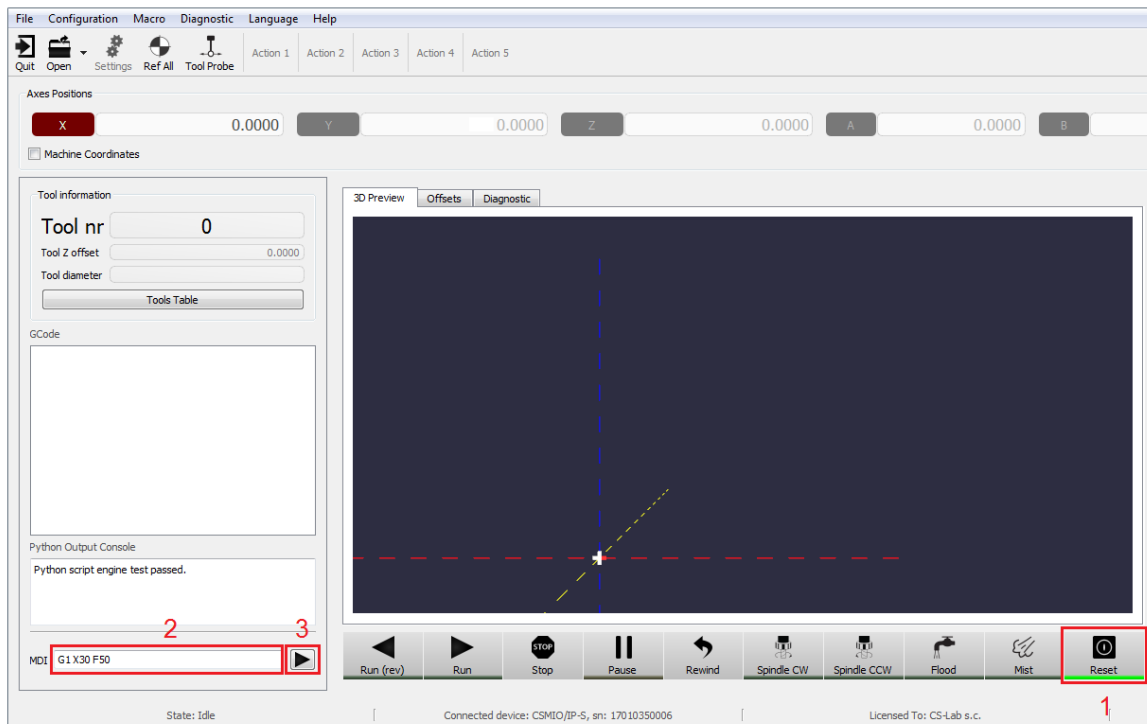 File Configuration Macro Diagnostic Language Help
Quit Open Settings Ref All Tool Probe Action 1 Action 2 Action 3 Action 4 Action 5
Axes Positions
X 0.0000 Y 0.0000 Z 0.0000 A 0.0000 B
Machine Coordinates
Tool information
Tool nr 0
Tool Z offset 0.0000
Tool diameter
Tools Table
GCode
Python Output Console
Python script engine test passed.
2 3
MDI G1 X30 F50
3D Preview Offsets Diagnostic
STOP
Run (rev) Run Stop Pause Rewind Spindle CW Spindle CCW Flood Mist Reset
1
State: Idle Connected device: CSMIO/IP-S, sn: 17010350006 Licensed To: CS-Lab s.c.